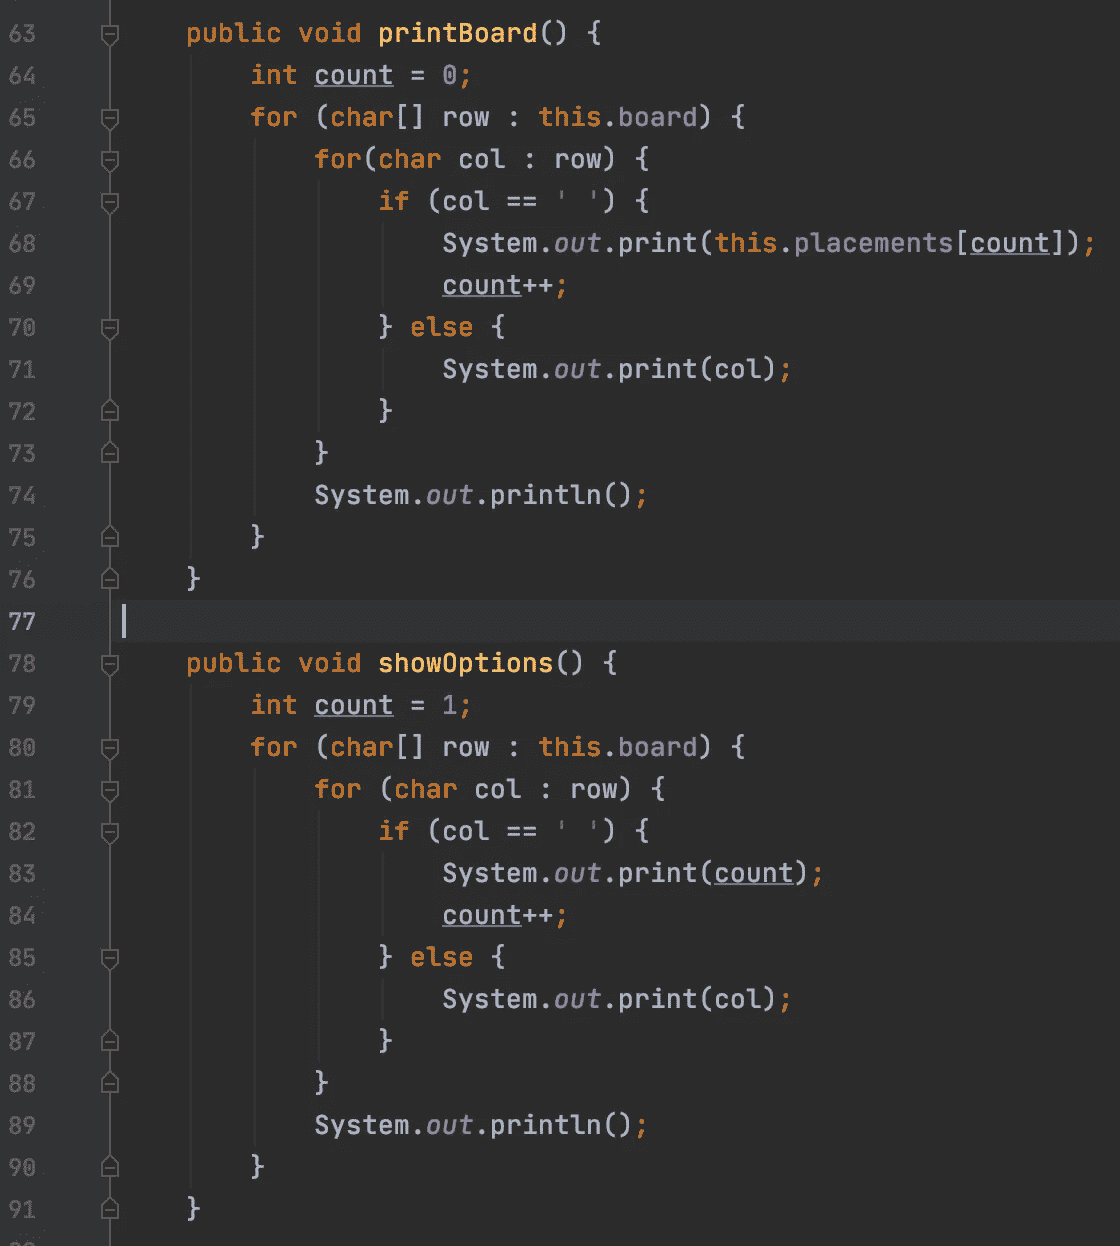 63 public void printBoard() {
64 int count = 0;
65 for (char[] row : this.board) {
66 for(char col : row) {
67 if (col == ' ') {
68 System.out.print(this.placements[count]);
69 count++;
70 } else {
71 System.out.print(col);
72 }
73 }
74 System.out.println();
75 }
76 }
77
78 public void showOptions() {
79 int count = 1;
80 for (char[] row : this.board) {
81 for (char col : row) {
82 if (col == ' ') {
83 System.out.print(count);
84 count++;
85 } else {
86 System.out.print(col);
87 }
88 }
89 System.out.println();
90 }
91 }